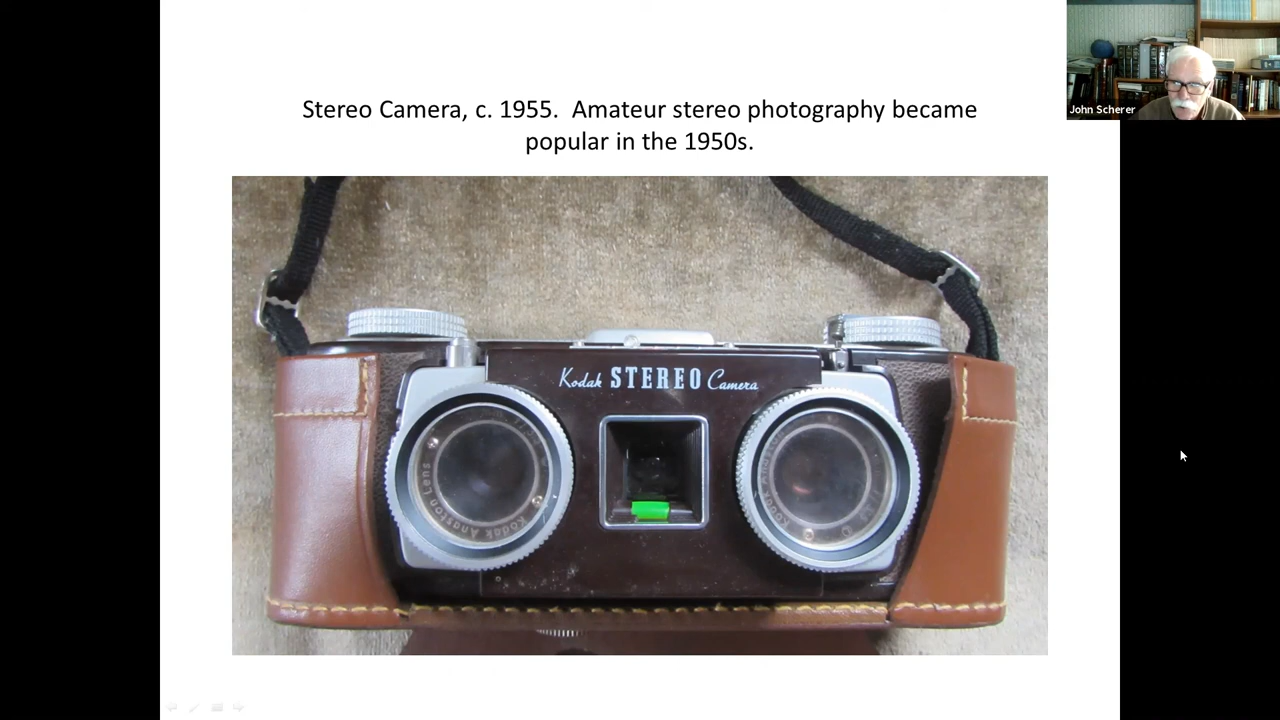 Stereo Camera, c. 1955.  Amateur stereo photography became
popular in the 1950s.
John Scherer
Kodak STEREO Camera
Kodak Anaston Lens
Kodak